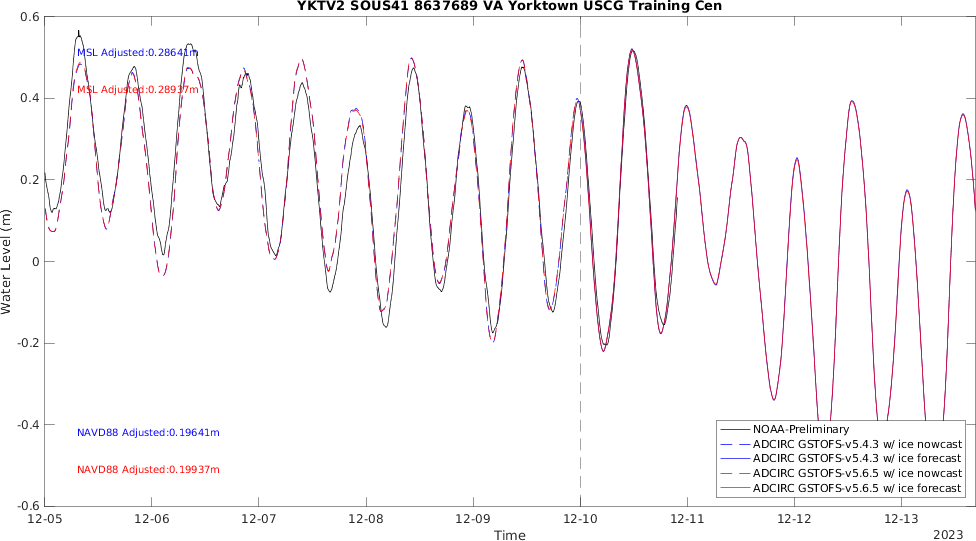 YKTV2 SOUS41 8637689 VA Yorktown USCG Training Cen
0.6
0.4
0.2
0
-0.2
-0.4
-0.6
Water Level (m)
MSL Adjusted:0.28641m
MSL Adjusted:0.28937m
NAVD88 Adjusted:0.19641m
NAVD88 Adjusted:0.19937m
NOAA-Preliminary
ADCIRC GSTOFS-v5.4.3 w/ ice nowcast
ADCIRC GSTOFS-v5.4.3 w/ ice forecast
ADCIRC GSTOFS-v5.6.5 w/ ice nowcast
ADCIRC GSTOFS-v5.6.5 w/ ice forecast
12-05 12-06 12-07 12-08 12-09 12-10 12-11 12-12 12-13
Time
2023